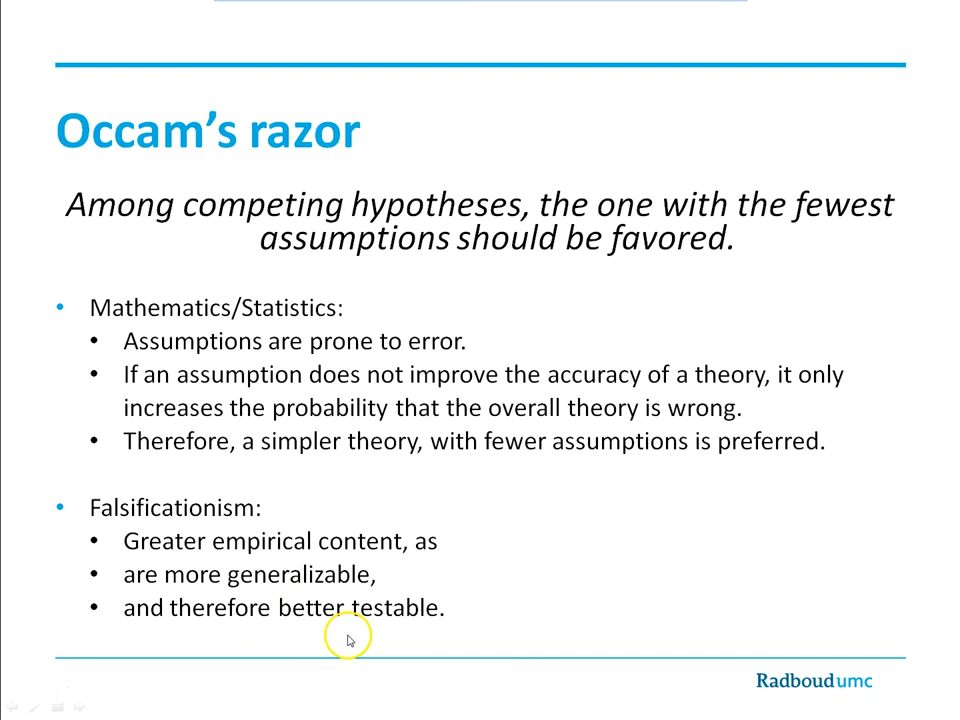 Occam’s razor
Among competing hypotheses, the one with the fewest
assumptions should be favored.
• Mathematics/Statistics:
• Assumptions are prone to error.
• If an assumption does not improve the accuracy of a theory, it only
increases the probability that the overall theory is wrong.
• Therefore, a simpler theory, with fewer assumptions is preferred.
• Falsificationism:
• Greater empirical content, as
• are more generalizable,
• and therefore better testable.
Radboudumc